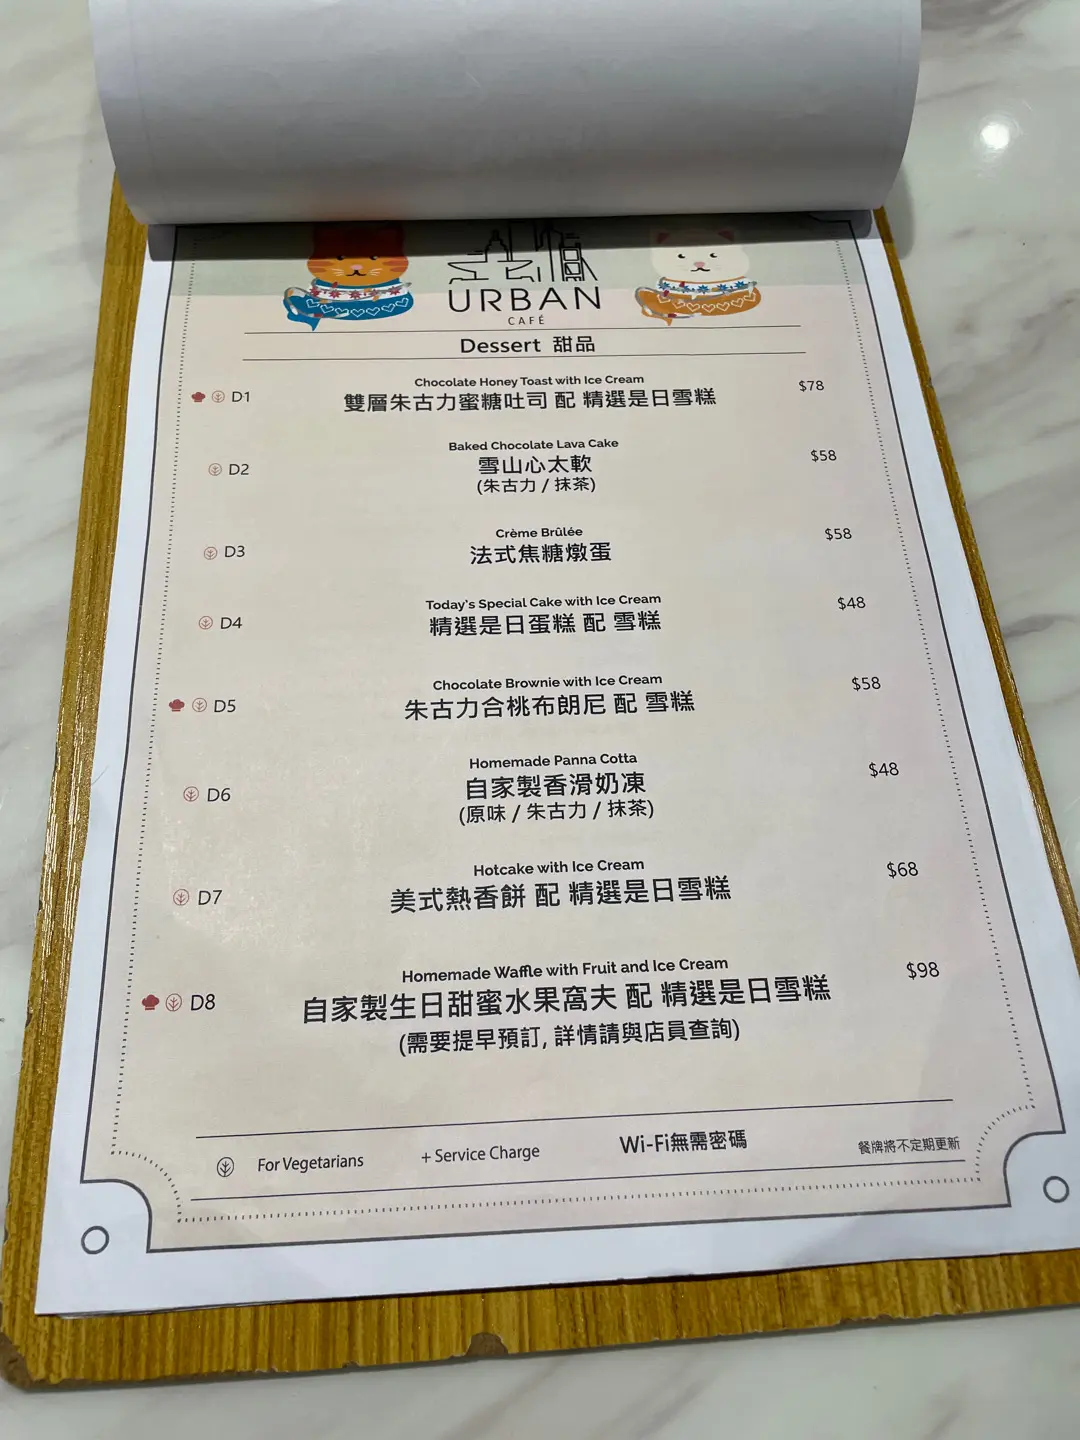 URBAN
CAFÉ
Dessert 甜品
Chocolate Honey Toast with Ice Cream
D1 雙層朱古力蜜糖吐司 配 精選是日雪糕 $78
Baked Chocolate Lava Cake
D2 雪山心太軟 $58
(朱古力 / 抹茶)
Crème Brûlée
D3 法式焦糖燉蛋 $58
Today's Special Cake with Ice Cream
D4 精選是日蛋糕 配 雪糕 $48
Chocolate Brownie with Ice Cream
D5 朱古力合桃布朗尼 配 雪糕 $58
Homemade Panna Cotta
D6 自家製香滑奶凍 $48
(原味 / 朱古力 / 抹茶)
Hotcake with Ice Cream
D7 美式熱香餅 配 精選是日雪糕 $68
Homemade Waffle with Fruit and Ice Cream
D8 自家製生日甜蜜水果窩夫 配 精選是日雪糕 $98
(需要提早預訂, 詳情請與店員查詢)
For Vegetarians + Service Charge Wi-Fi無需密碼 餐牌將不定期更新